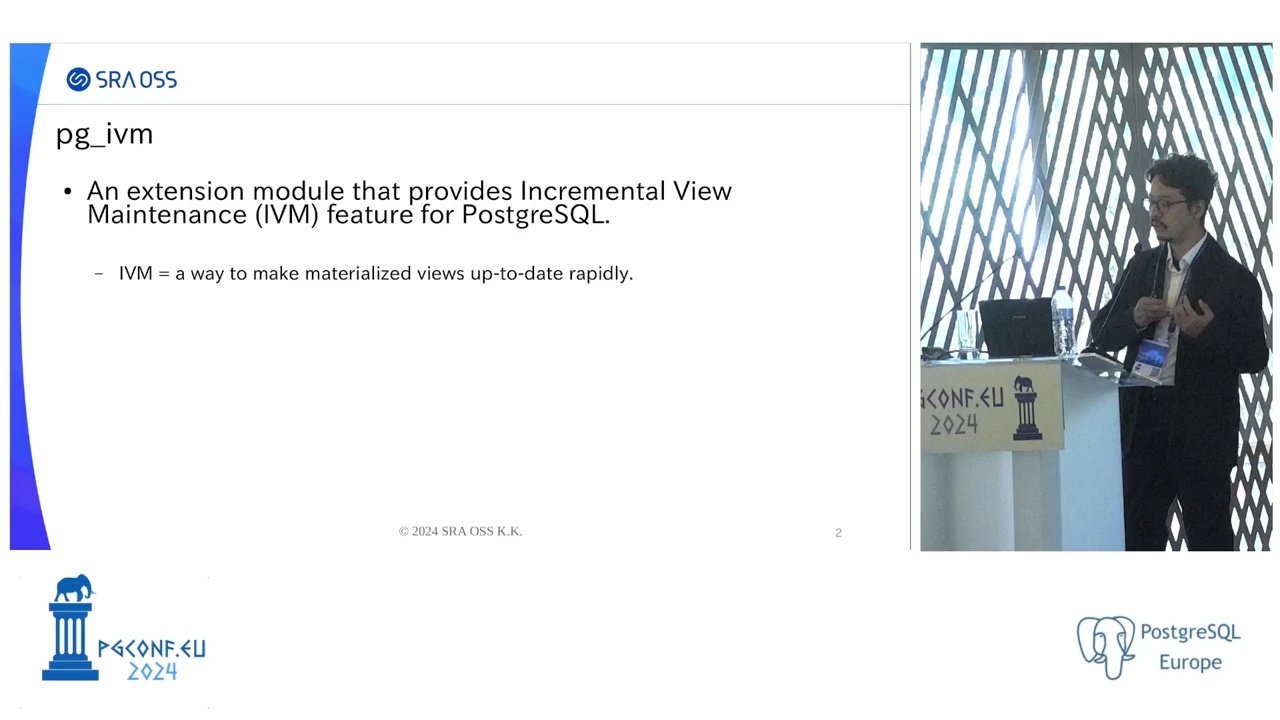 SRA OSS
pg_ivm
• An extension module that provides Incremental View
Maintenance (IVM) feature for PostgreSQL.
– IVM = a way to make materialized views up-to-date rapidly.
© 2024 SRA OSS K.K.
2
GCONF.EU
2024
PGCONF.EU
2024
PostgreSQL
Europe